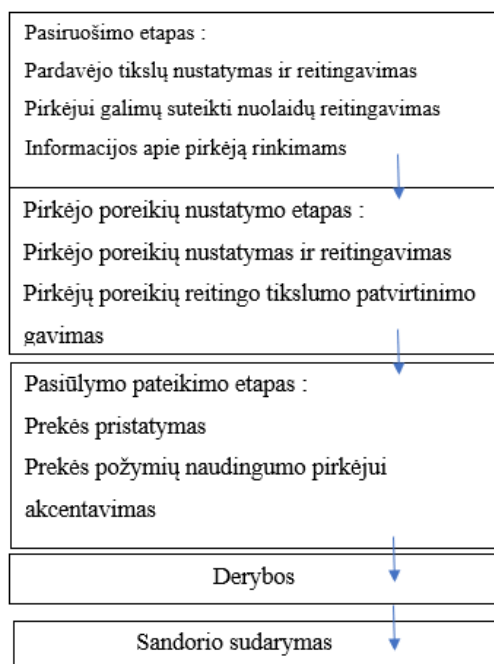 Pasiruošimo etapas :
Pardavėjo tikslų nustatymas ir reitingavimas
Pirkėjui galimų suteikti nuolaidų reitingavimas
Informacijos apie pirkėją rinkimams
Pirkėjo poreikių nustatymo etapas :
Pirkėjo poreikių nustatymas ir reitingavimas
Pirkėjų poreikių reitingo tikslumo patvirtinimo
gavimas
Pasiūlymo pateikimo etapas :
Prekės pristatymas
Prekės požymių naudingumo pirkėjui
akcentavimas
Derybos
Sandorio sudarymas